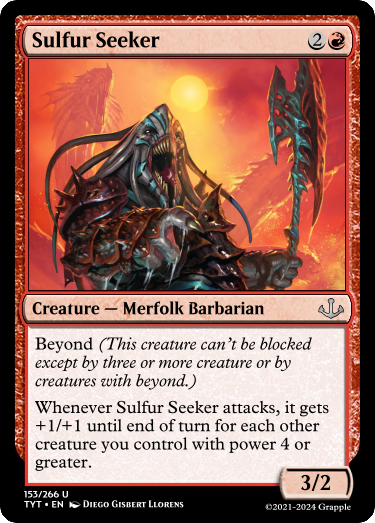 Sulfur Seeker 2
Creature — Merfolk Barbarian
Beyond (This creature can't be blocked
except by three or more creature or by
creatures with beyond.)
Whenever Sulfur Seeker attacks, it gets
+1/+1 until end of turn for each other
creature you control with power 4 or
greater.
3/2
153/266 U
TYT • EN Diego Gisbert Llorens
©2021-2024 Grapple